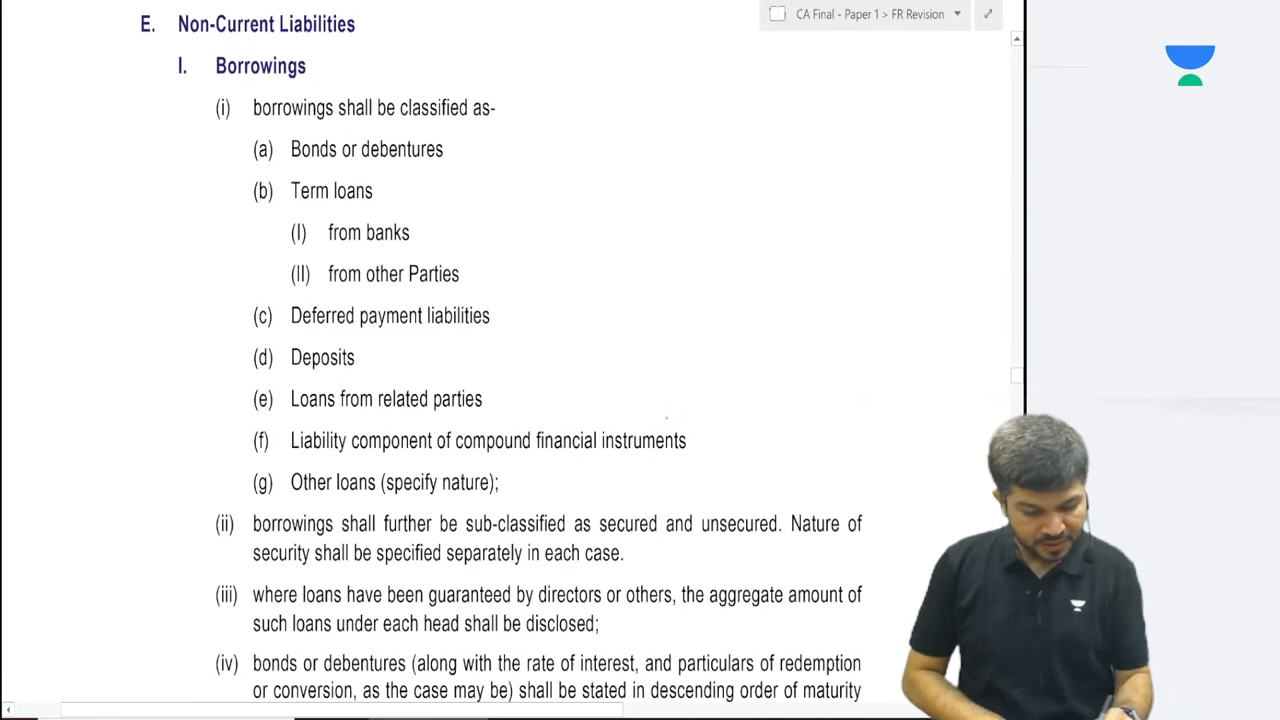 CA Final - Paper 1 > FR Revision
E. Non-Current Liabilities
I. Borrowings
(i) borrowings shall be classified as-
(a) Bonds or debentures
(b) Term loans
(I) from banks
(II) from other Parties
(c) Deferred payment liabilities
(d) Deposits
(e) Loans from related parties
(f) Liability component of compound financial instruments
(g) Other loans (specify nature);
(ii) borrowings shall further be sub-classified as secured and unsecured. Nature of
security shall be specified separately in each case.
(iii) where loans have been guaranteed by directors or others, the aggregate amount of
such loans under each head shall be disclosed;
(iv) bonds or debentures (along with the rate of interest, and particulars of redemption
or conversion, as the case may be) shall be stated in descending order of maturity